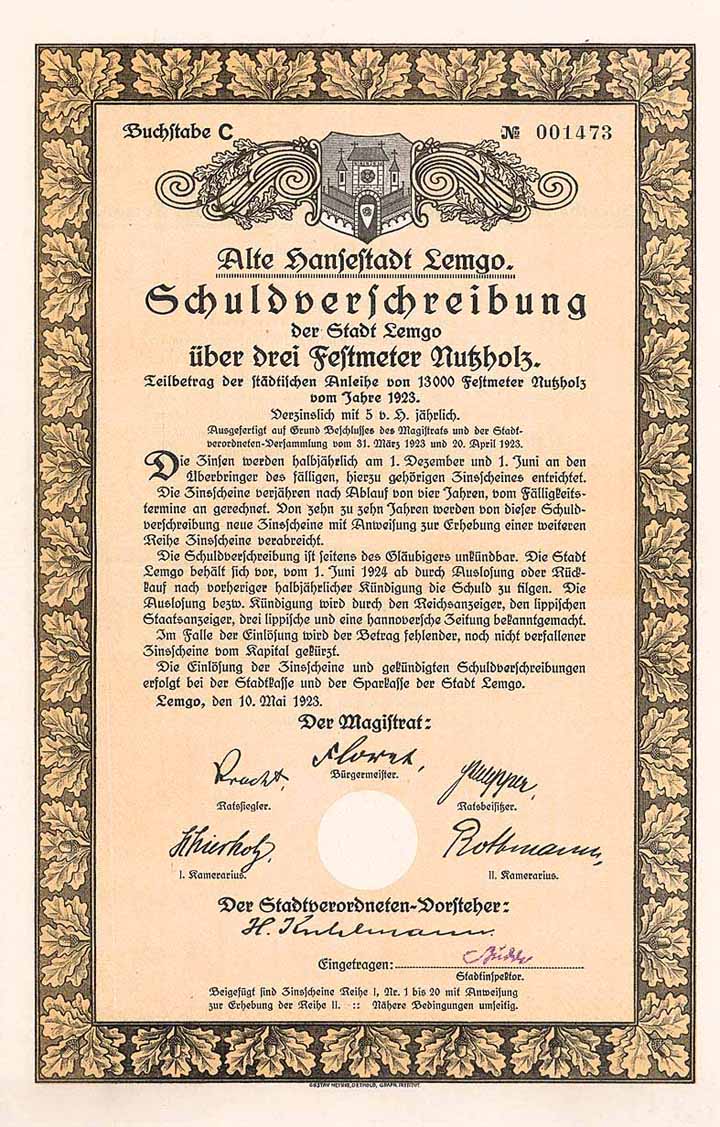 Buchstabe C
№ 001473
Alte Hansestadt Lemgo.
Schuldverschreibung
der Stadt Lemgo
über drei Festmeter Nutzholz.
Teilbetrag der städtischen Anleihe von 13000 Festmeter Nutzholz
vom Jahre 1923.
Verzinslich mit 5 v. H. jährlich.
Ausgefertigt auf Grund Beschlusses des Magistrats und der Stadt-
verordneten-Versammlung vom 31. März 1923 und 20. April 1923.
Die Zinsen werden halbjährlich am 1. Dezember und 1. Juni an den
Überbringer des fälligen, hierzu gehörigen Zinsscheines entrichtet.
Die Zinsscheine verjähren nach Ablauf von vier Jahren, vom Fälligkeits-
termine an gerechnet. Von zehn zu zehn Jahren werden von dieser Schuld-
verschreibung neue Zinsscheine mit Anweisung zur Erhebung einer weiteren
Reihe Zinsscheine verabreicht.
Die Schuldverschreibung ist seitens des Gläubigers unkündbar. Die Stadt
Lemgo behält sich vor, vom 1. Juni 1924 ab durch Auslosung oder Rück-
kauf nach vorheriger halbjährlicher Kündigung die Schuld zu tilgen. Die
Auslosung bezw. Kündigung wird durch den Reichsanzeiger, den lippischen
Staatsanzeiger, drei lippische und eine hannoversche Zeitung bekanntgemacht.
Im Falle der Einlösung wird der Betrag fehlender, noch nicht verfallener
Zinsscheine vom Kapital gekürzt.
Die Einlösung der Zinsscheine und gekündigten Schuldverschreibungen
erfolgt bei der Stadtkasse und der Sparkasse der Stadt Lemgo.
Lemgo, den 10. Mai 1923.
Der Magistrat:
Floret,
Bürgermeister.
Kracht,
Ratssiegler.
Ratsbeisitzer.
I. Kamerarius.
Rothmann,
II. Kamerarius.
Der Stadtverordneten-Vorsteher:
H. Kuhlmann.
Eingetragen:
Stadtinspektor.
Beigefügt sind Zinsscheine Reihe I, Nr. 1 bis 20 mit Anweisung
zur Erhebung der Reihe II. :: Nähere Bedingungen umseitig.